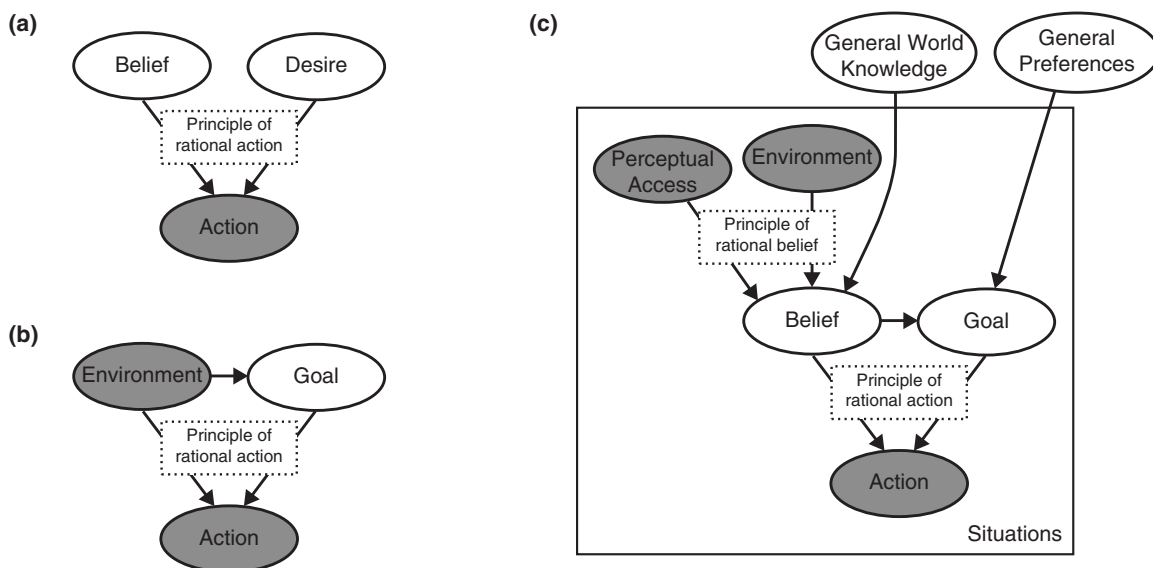 (a)
Belief
Desire
Principle of
rational action
Action
(b)
Environment
Goal
Principle of
rational action
Action
(c)
General World
Knowledge
General
Preferences
Perceptual
Access
Environment
Principle of
rational belief
Belief
Goal
Principle of
rational action
Action
Situations